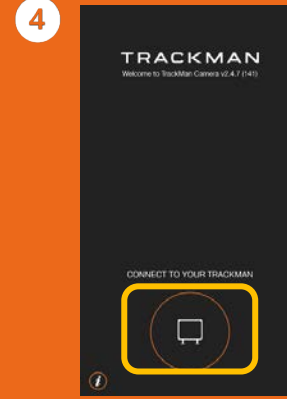 4
TRACKMAN
Welcome to TrackMan Camera v2.4.7 (141)
CONNECT TO YOUR TRACKMAN
i